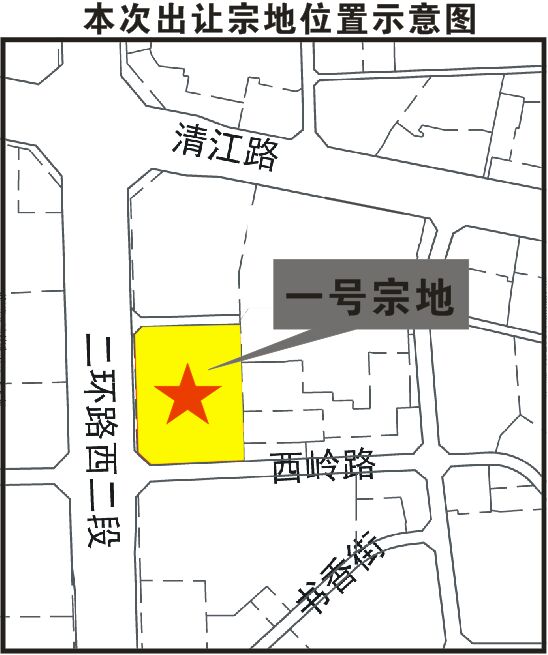 本次出让宗地位置示意图
清江路
一号宗地
二环路西二段
西岭路
书香街